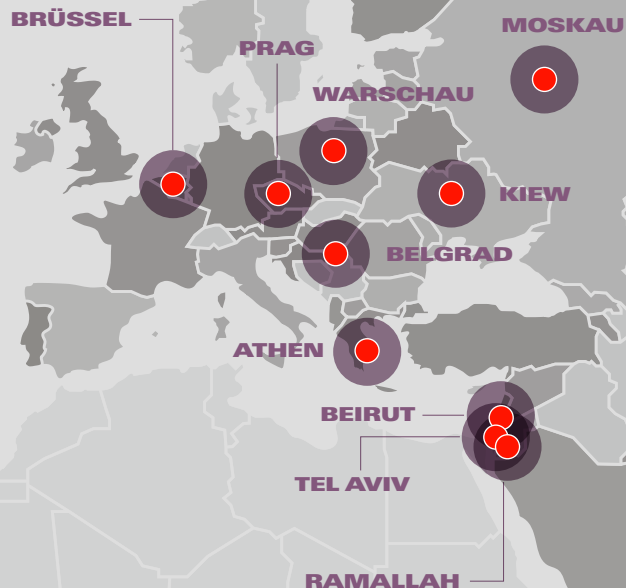 BRÜSSEL
MOSKAU
PRAG
WARSCHAU
KIEW
BELGRAD
ATHEN
BEIRUT
TEL AVIV
RAMALLAH